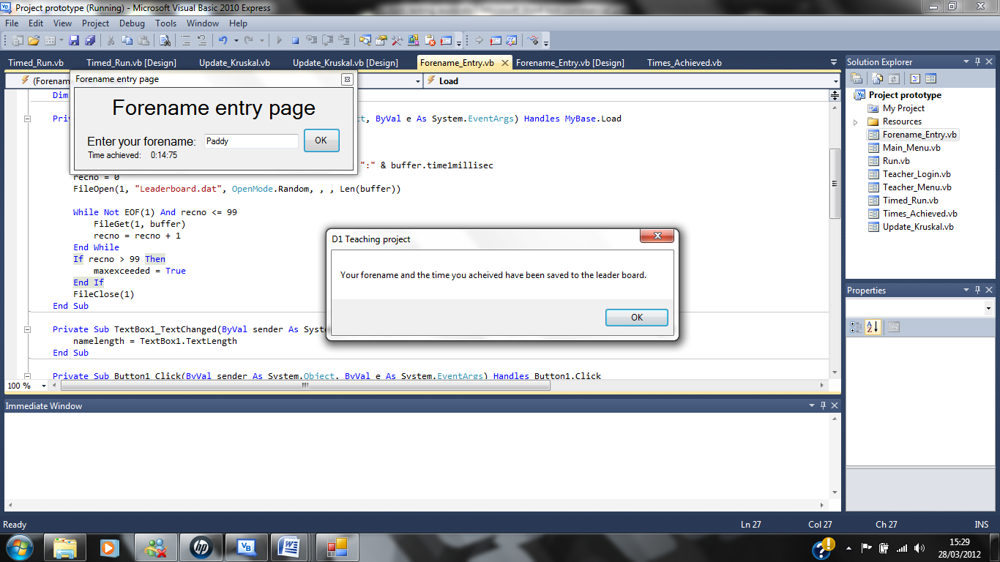 Project prototype (Running) - Microsoft Visual Basic 2010 Express
File Edit View Project Debug Tools Window Help
Timed_Run.vb Timed_Run.vb [Design] Update_Kruskal.vb Update_Kruskal.vb [Design] Forename_Entry.vb Forename_Entry.vb [Design] Times_Achieved.vb
(Forenam
Load
Forename entry page
Forename entry page
Enter your forename: Paddy OK
Time achieved: 0:14:75
Dim
Priv ct, ByVal e As System.EventArgs) Handles MyBase.Load
":" & buffer.time1millisec
recno = 0
FileOpen(1, "Leaderboard.dat", OpenMode.Random, , , Len(buffer))
While Not EOF(1) And recno <= 99
FileGet(1, buffer)
recno = recno + 1
End While
If recno > 99 Then
maxexceeded = True
End If
FileClose(1)
End Sub
Private Sub TextBox1_TextChanged(ByVal sender As Syst
namelength = TextBox1.TextLength
End Sub
Private Sub Button1_Click(ByVal sender As System.Object, ByVal e As System.EventArgs) Handles Button1.Click
100 %
D1 Teaching project
Your forename and the time you acheived have been saved to the leader board.
OK
Solution Explorer
Project prototype
My Project
Resources
Forename_Entry.vb
Main_Menu.vb
Run.vb
Teacher_Login.vb
Teacher_Menu.vb
Timed_Run.vb
Times_Achieved.vb
Update_Kruskal.vb
Properties
Immediate Window
Ready Ln 27 Col 27 Ch 27 INS
15:29
28/03/2012